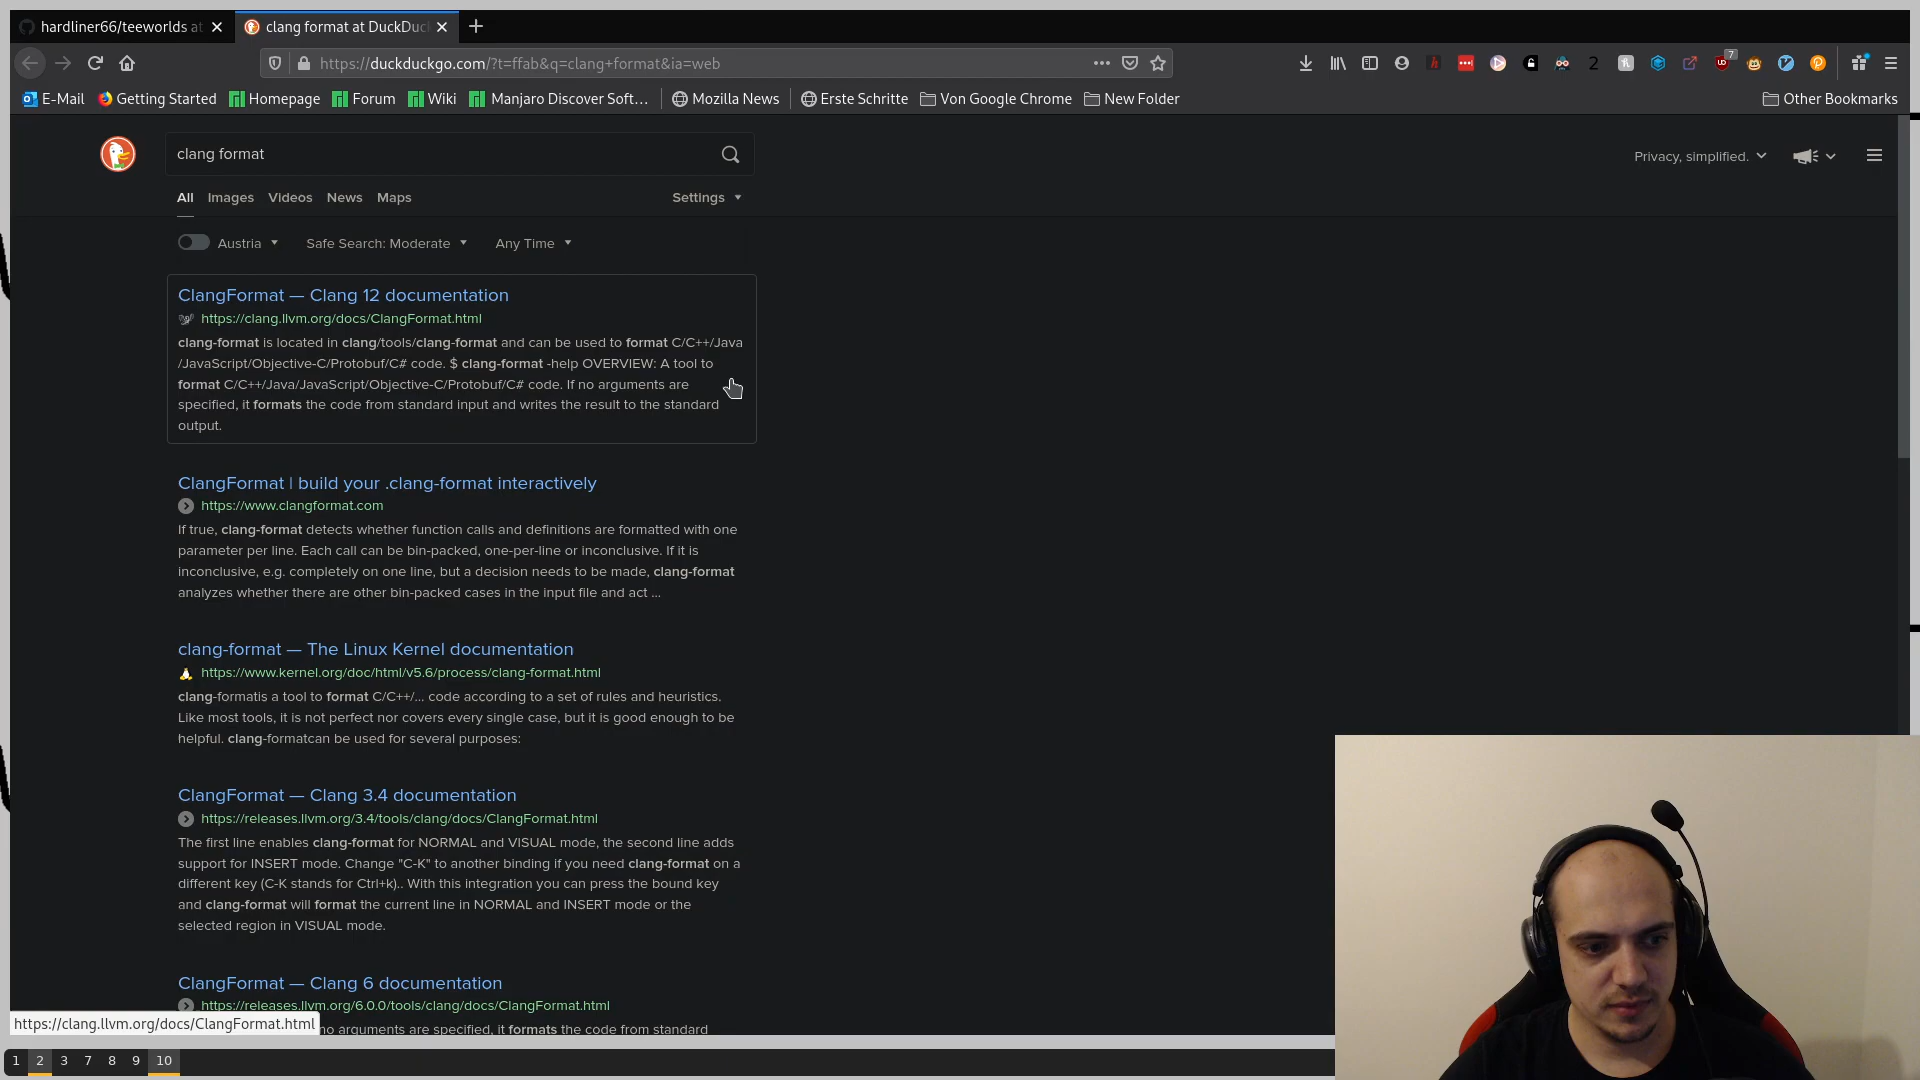 hardliner66/teeworlds at
clang format at DuckDuc
https://duckduckgo.com/?t=ffab&q=clang+format&ia=web
2
7
E-Mail
Getting Started
Homepage
Forum
Wiki
Manjaro Discover Soft…
Mozilla News
Erste Schritte
Von Google Chrome
New Folder
Other Bookmarks
clang format
Privacy, simplified.
All Images Videos News Maps Settings
Austria Safe Search: Moderate Any Time
ClangFormat — Clang 12 documentation
https://clang.llvm.org/docs/ClangFormat.html
clang-format is located in clang/tools/clang-format and can be used to format C/C++/Java
/JavaScript/Objective-C/Protobuf/C# code. $ clang-format -help OVERVIEW: A tool to
format C/C++/Java/JavaScript/Objective-C/Protobuf/C# code. If no arguments are
specified, it formats the code from standard input and writes the result to the standard
output.
ClangFormat | build your .clang-format interactively
https://www.clangformat.com
If true, clang-format detects whether function calls and definitions are formatted with one
parameter per line. Each call can be bin-packed, one-per-line or inconclusive. If it is
inconclusive, e.g. completely on one line, but a decision needs to be made, clang-format
analyzes whether there are other bin-packed cases in the input file and act ...
clang-format — The Linux Kernel documentation
https://www.kernel.org/doc/html/v5.6/process/clang-format.html
clang-formatis a tool to format C/C++/... code according to a set of rules and heuristics.
Like most tools, it is not perfect nor covers every single case, but it is good enough to be
helpful. clang-formatcan be used for several purposes:
ClangFormat — Clang 3.4 documentation
https://releases.llvm.org/3.4/tools/clang/docs/ClangFormat.html
The first line enables clang-format for NORMAL and VISUAL mode, the second line adds
support for INSERT mode. Change "C-K" to another binding if you need clang-format on a
different key (C-K stands for Ctrl+k).. With this integration you can press the bound key
and clang-format will format the current line in NORMAL and INSERT mode or the
selected region in VISUAL mode.
ClangFormat — Clang 6 documentation
https://releases.llvm.org/6.0.0/tools/clang/docs/ClangFormat.html
https://clang.llvm.org/docs/ClangFormat.html
no arguments are specified, it formats the code from standard
1 2 3 7 8 9 10